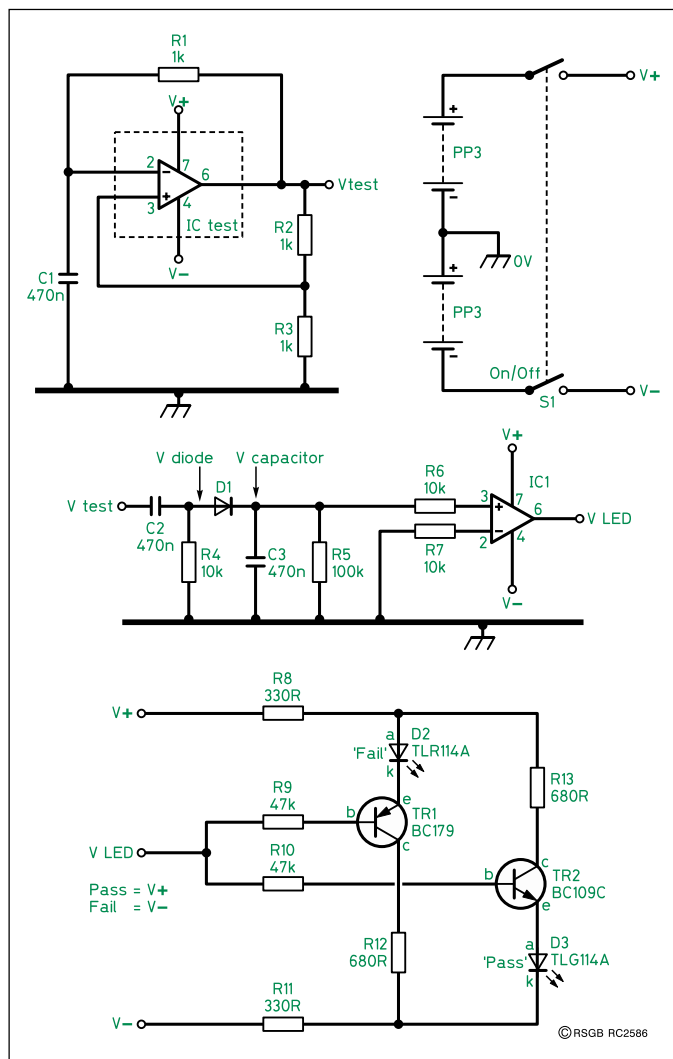 R1
1k
V+
2
−
7
6
+
3
4
IC test
V−
Vtest
C1
470n
R2
1k
R3
1k
+
PP3
−
+
PP3
−
0V
V+
On/Off
S1
V−
V test
V diode
V capacitor
D1
C2
470n
R4
10k
C3
470n
R5
100k
R6
10k
R7
10k
V+
IC1
3
+
7
6
−
2
4
V−
V LED
R8
330R
V+
a
D2
'Fail'
TLR114A
k
R9
47k
b
e
TR1
BC179
c
R13
680R
V LED
R10
47k
b
c
TR2
BC109C
e
Pass = V+
Fail = V−
R12
680R
a
D3
'Pass'
TLG114A
k
R11
330R
V−
© RSGB RC2586